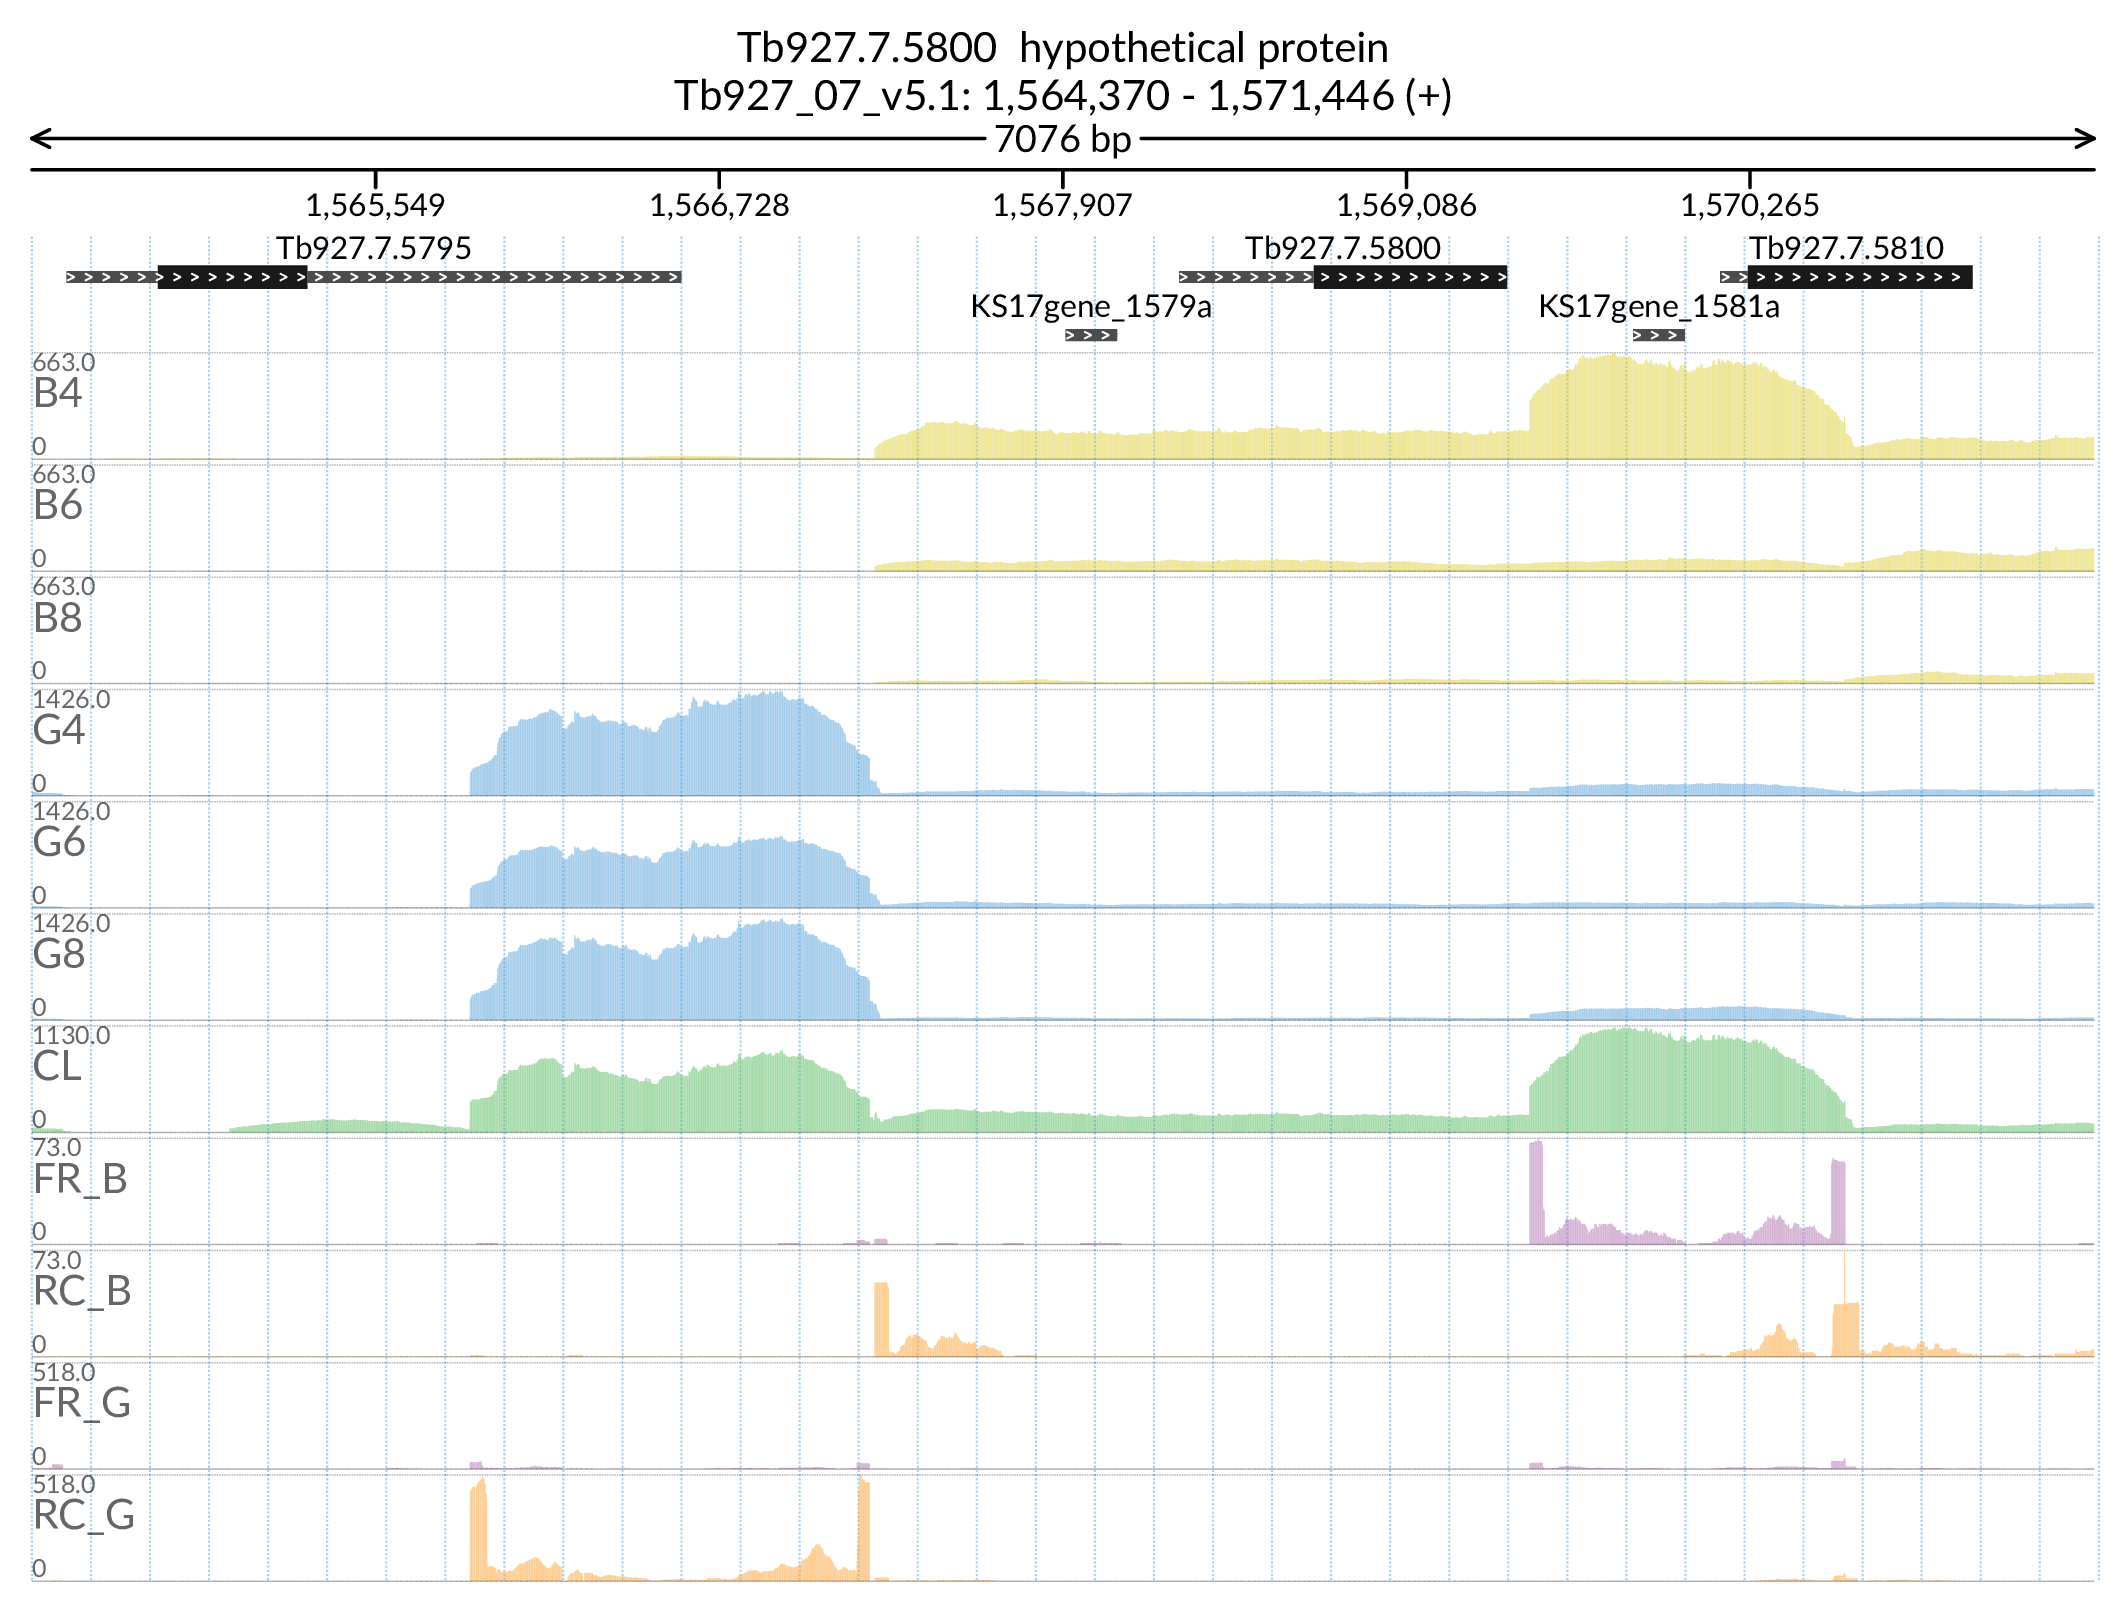 Tb927.7.5800 hypothetical protein
Tb927_07_v5.1: 1,564,370 - 1,571,446 (+)
7076 bp
1,565,549 1,566,728 1,567,907 1,569,086 1,570,265
Tb927.7.5795 Tb927.7.5800 Tb927.7.5810
KS17gene_1579a KS17gene_1581a
663.0
B4
0
663.0
B6
0
663.0
B8
0
1426.0
G4
0
1426.0
G6
0
1426.0
G8
0
1130.0
CL
0
73.0
FR_B
0
73.0
RC_B
0
518.0
FR_G
0
518.0
RC_G
0